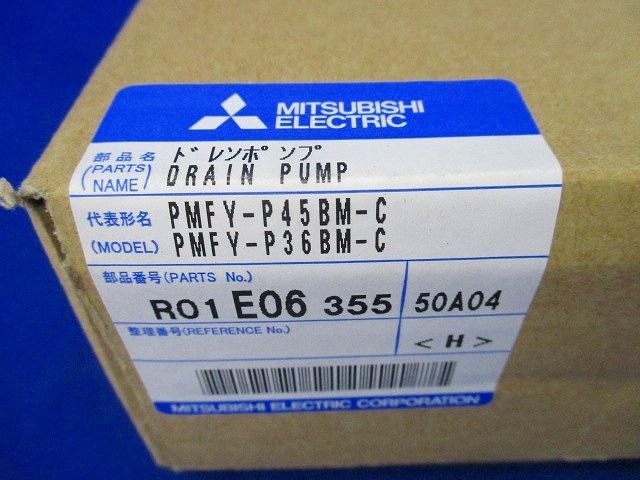 MITSUBISHI
ELECTRIC
部品名
(PARTS NAME)
ドレンポンプ
DRAIN PUMP
代表形名
(MODEL)
PMFY-P45BM-C
PMFY-P36BM-C
部品番号(PARTS No.)
R01 E06 355 50A04
整理番号(REFERENCE No.)
< H >
MITSUBISHI ELECTRIC CORPORATION